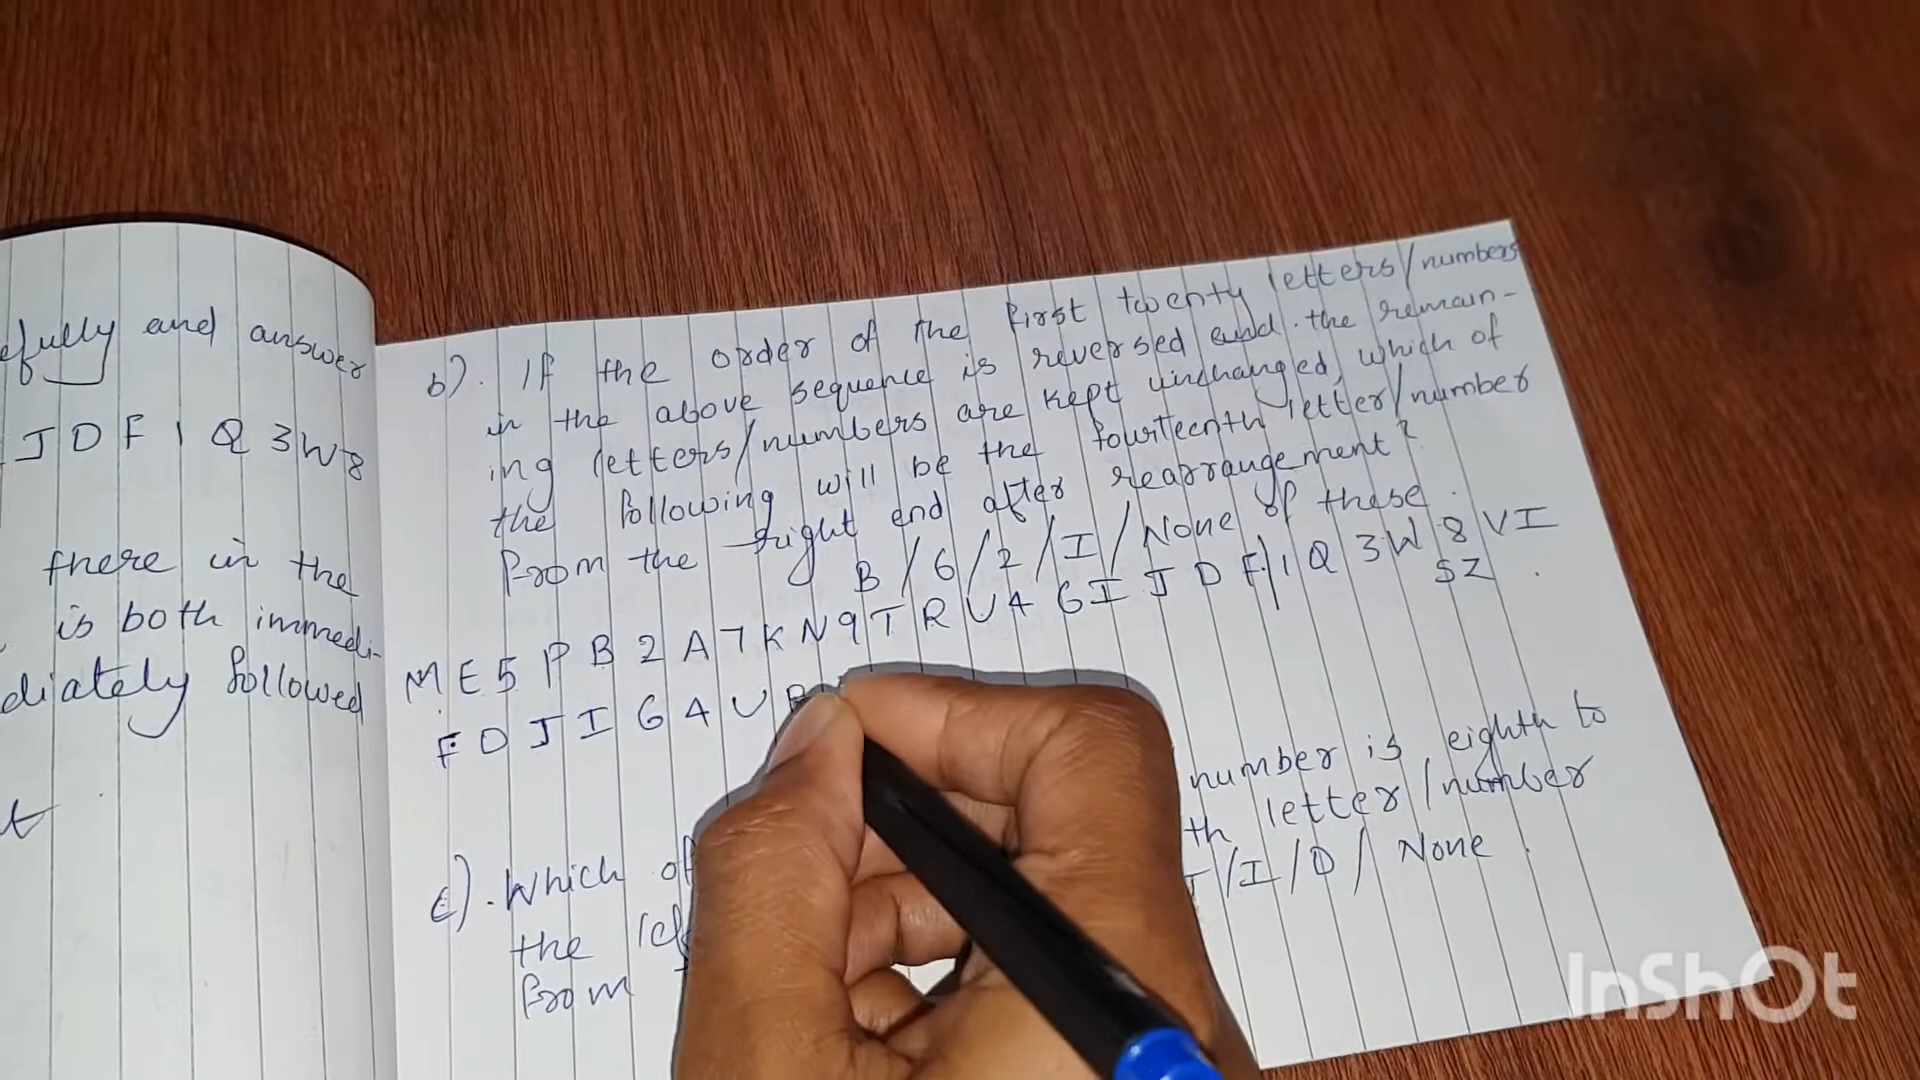 efully and answer
J D F 1 Q 3 W 8
there in the
is both immedi-
diately followed
b). If the order of the first twenty letters/numbers
in the above sequence is reversed and the remain-
ing letters/numbers are kept unchanged, which of
the following will be the fourteenth letter/number
from the right end after rearrangement?
B/6/2/I/None of these.
M E 5 P B 2 A 7 K N 9 T R U 4 6 I J D F 1 Q 3 W 8 V I
S Z
F D J I 6 4 U R
c). Which of
number is eighth to
the
th letter/number
from
/I/D/ None.
InShOt